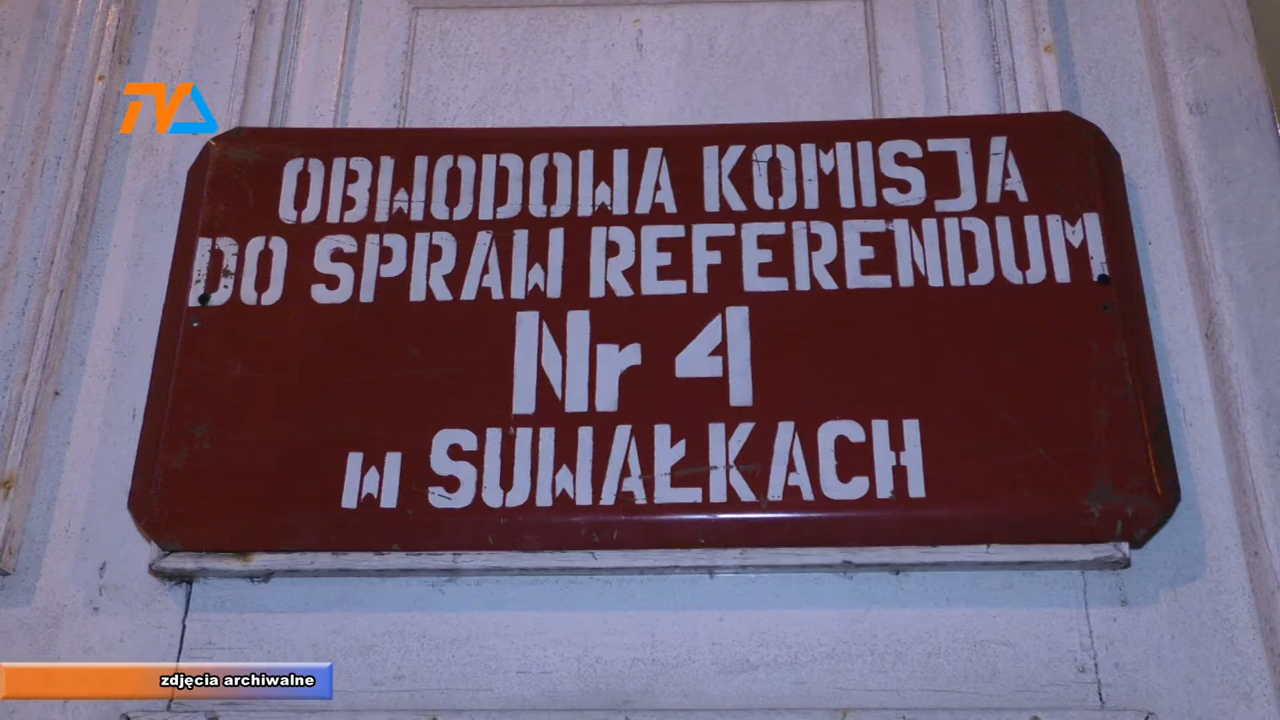 TVA
OBWODOWA KOMISJA
DO SPRAW REFERENDUM
Nr 4
w SUWAŁKACH
zdjęcia archiwalne